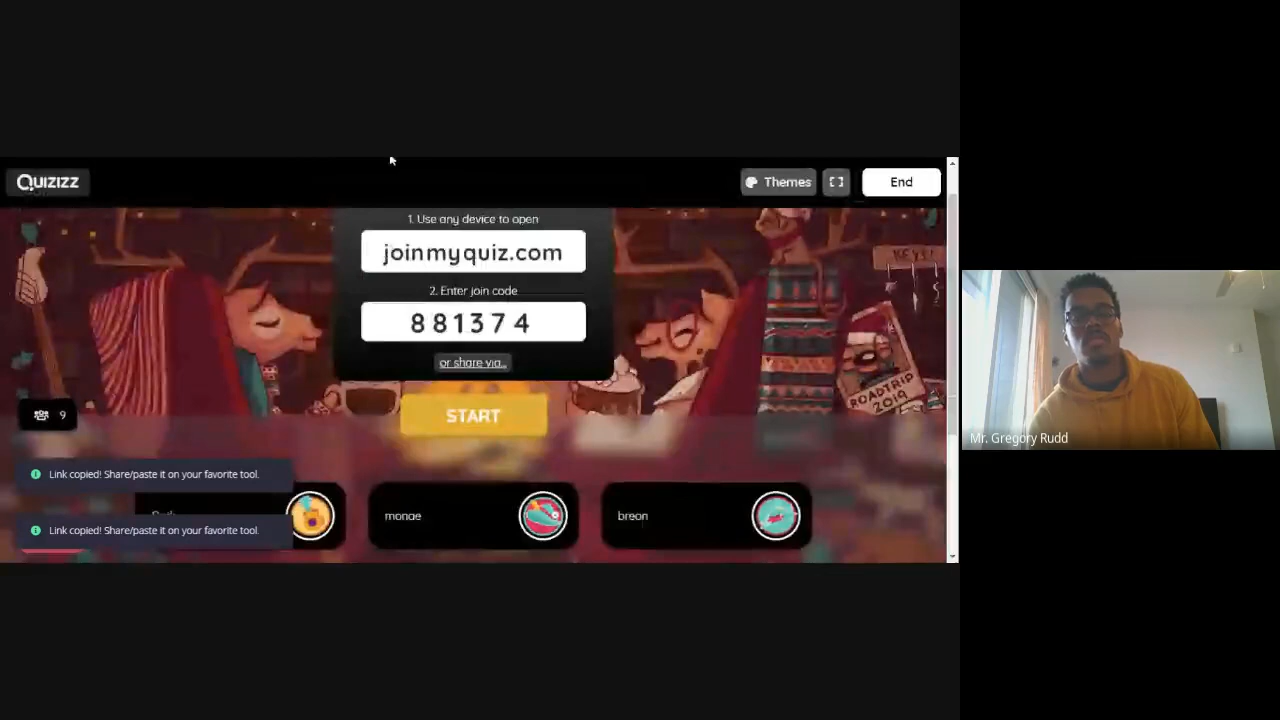 QUIZIZZ
Themes
End
1. Use any device to open
joinmyquiz.com
2. Enter join code
881374
or share via...
KEYS!
ROADTRIP
2019
9
START
Link copied! Share/paste it on your favorite tool.
monae
breon
Link copied! Share/paste it on your favorite tool.
Mr. Gregory Rudd